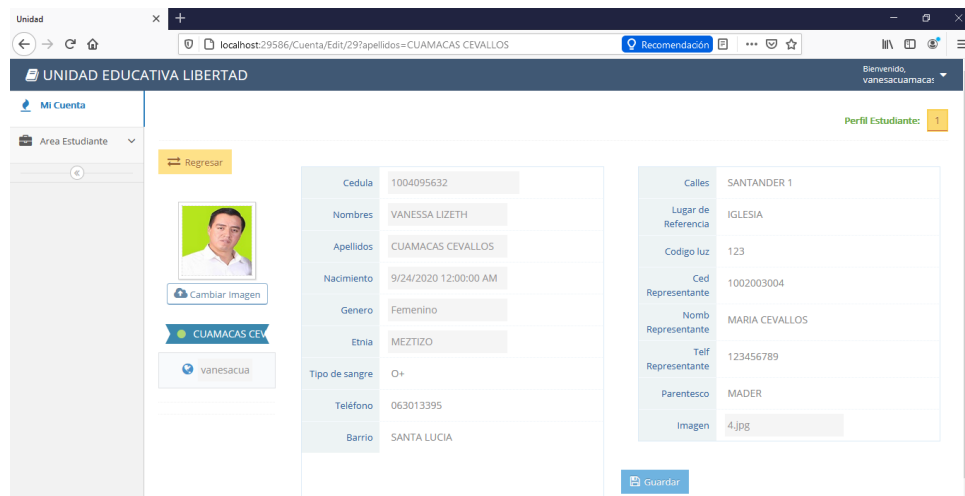 Unidad
localhost:29586/Cuenta/Edit/29?apellidos=CUAMACAS CEVALLOS
Recomendación
UNIDAD EDUCATIVA LIBERTAD
Bienvenido,
vanesacuamacas
Mi Cuenta
Area Estudiante
Perfil Estudiante: 1
Regresar
Cambiar Imagen
CUAMACAS CEV
vanesacua
Cedula 1004095632
Nombres VANESSA LIZETH
Apellidos CUAMACAS CEVALLOS
Nacimiento 9/24/2020 12:00:00 AM
Genero Femenino
Etnia MEZTIZO
Tipo de sangre O+
Teléfono 063013395
Barrio SANTA LUCIA
Calles SANTANDER 1
Lugar de
Referencia IGLESIA
Codigo luz 123
Ced
Representante 1002003004
Nomb
Representante MARIA CEVALLOS
Telf
Representante 123456789
Parentesco MADER
Imagen 4.jpg
Guardar